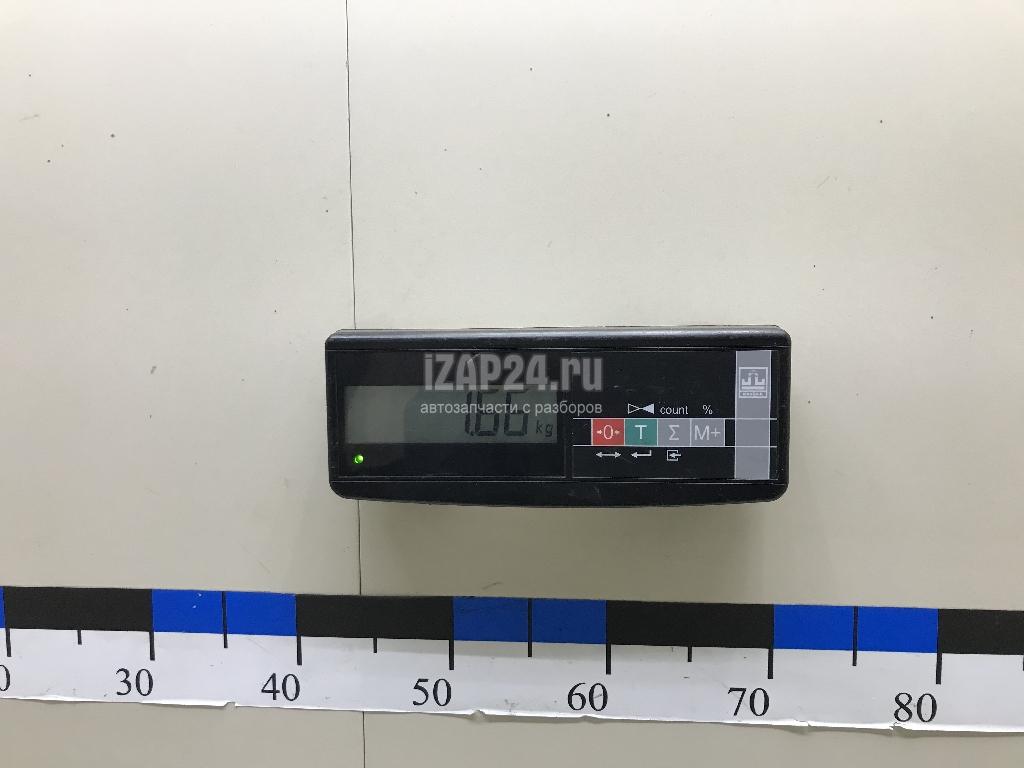 iZAP24.ru
автозапчасти с разборов
1.66 kg
count %
0 T Σ M+
30 40 50 60 70 80